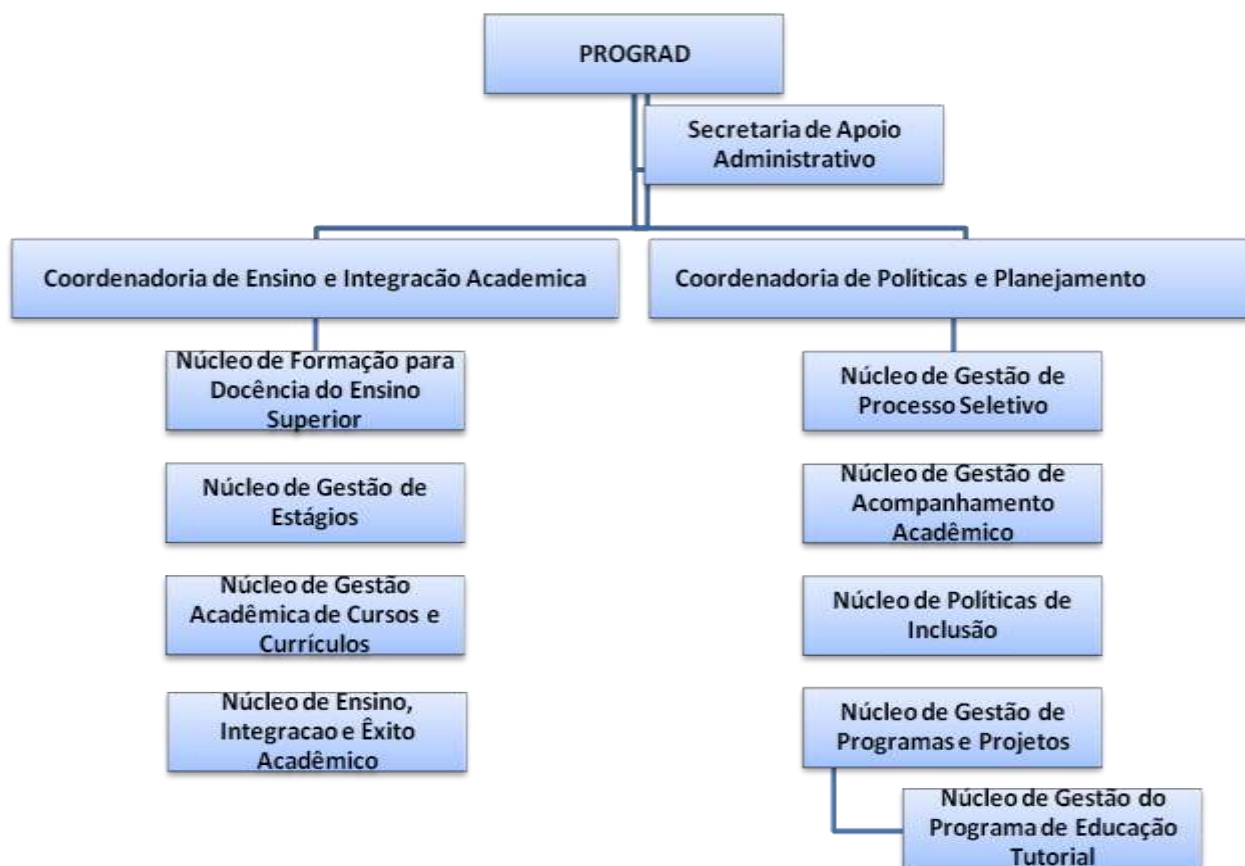 PROGRAD
Secretaria de Apoio
Administrativo
Coordenadoria de Ensino e Integracão Academica
Coordenadoria de Políticas e Planejamento
Núcleo de Formação para
Docência do Ensino
Superior
Núcleo de Gestão de
Estágios
Núcleo de Gestão
Acadêmica de Cursos e
Currículos
Núcleo de Ensino,
Integracao e Êxito
Acadêmico
Núcleo de Gestão de
Processo Seletivo
Núcleo de Gestão de
Acompanhamento
Acadêmico
Núcleo de Políticas de
Inclusão
Núcleo de Gestão de
Programas e Projetos
Núcleo de Gestão do
Programa de Educação
Tutorial